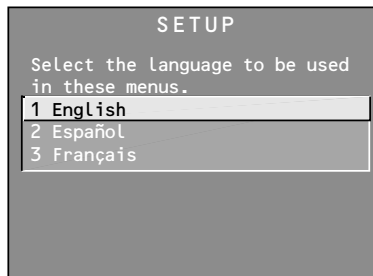 SETUP
Select the language to be used
in these menus.
1 English
2 Español
3 Français